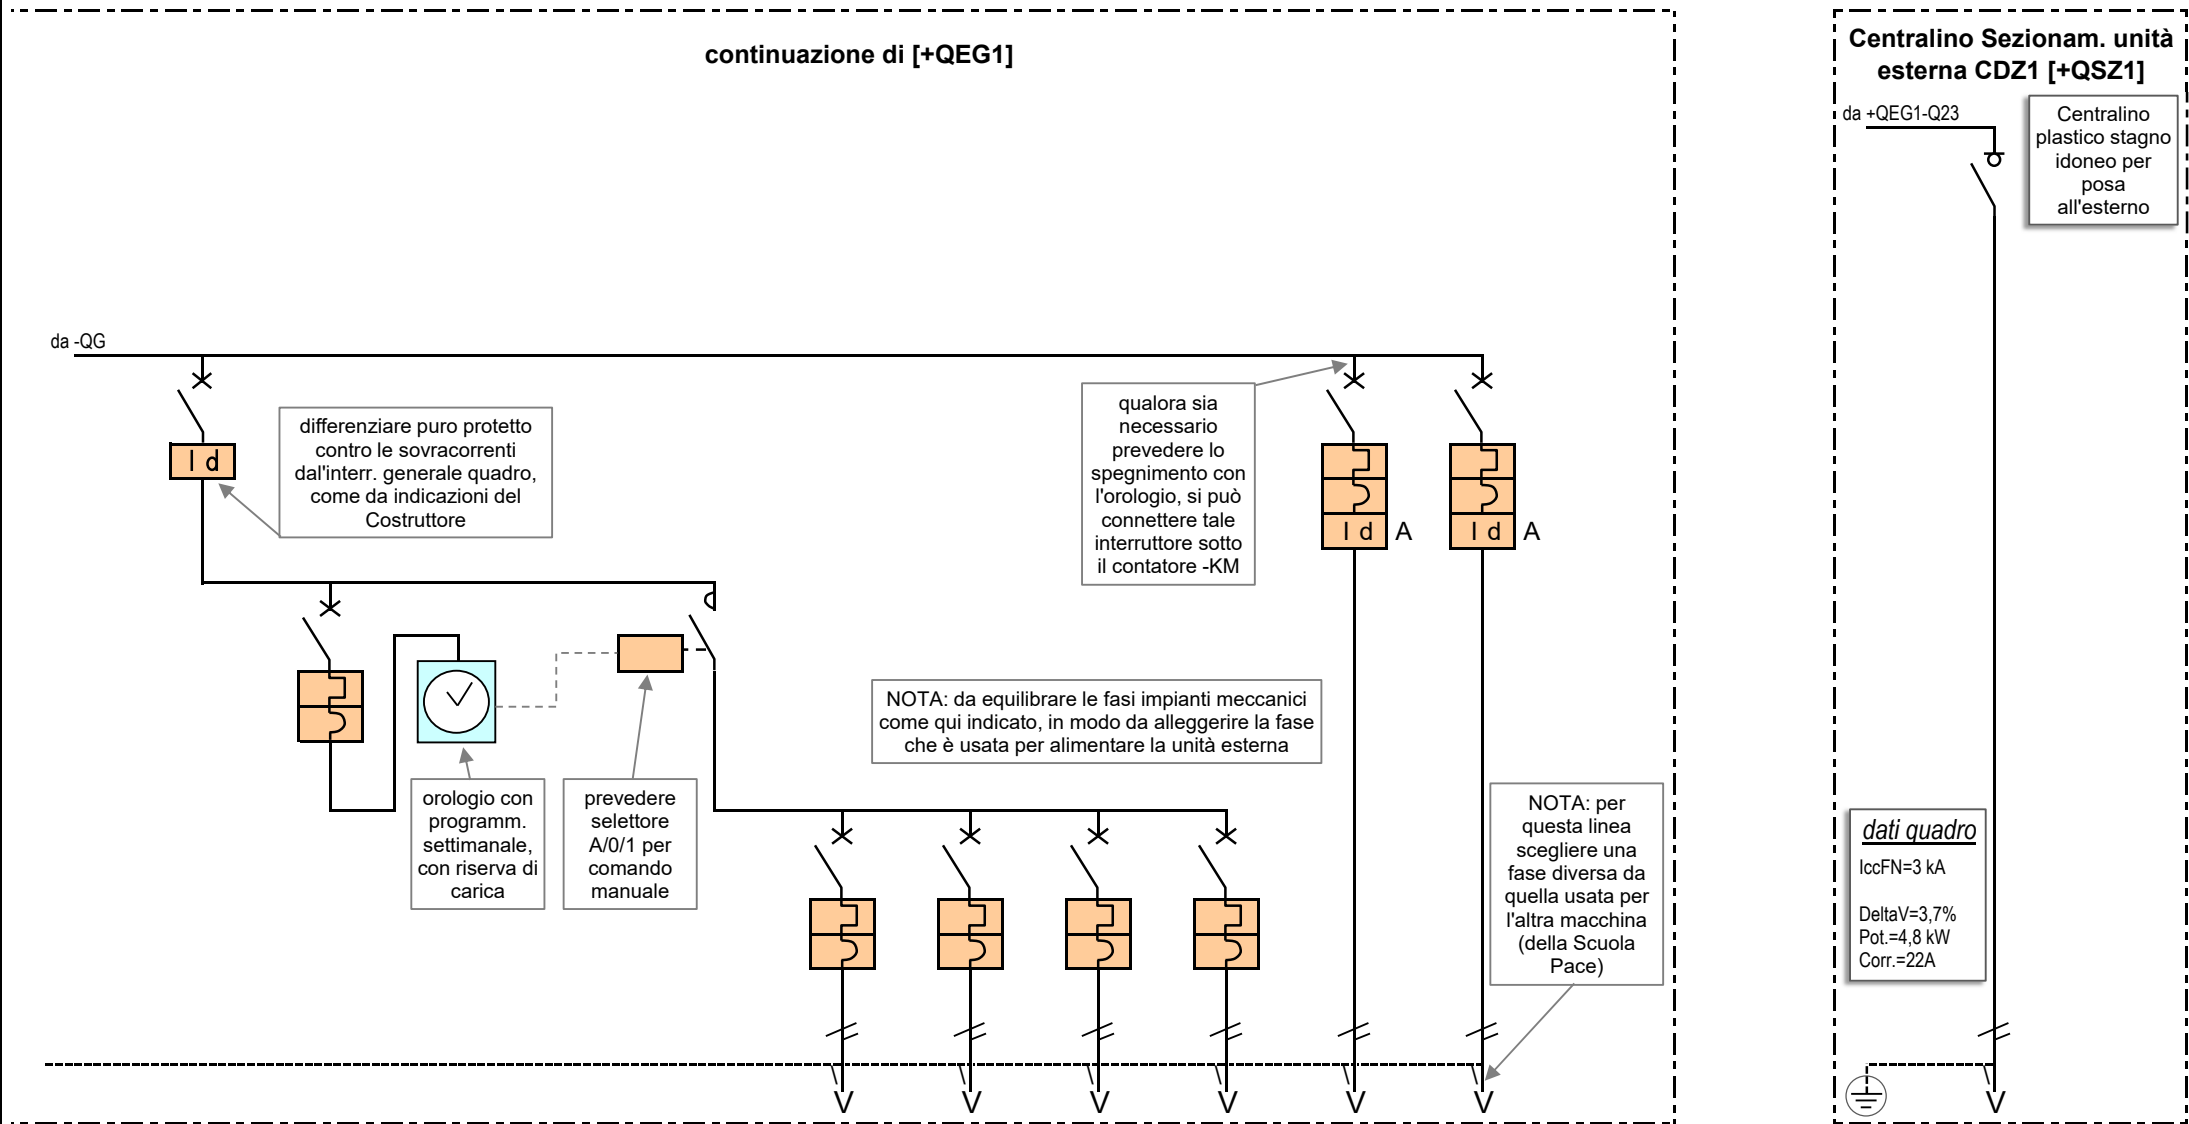 continuazione di [+QEG1]
da -QG
differenziare puro protetto
contro le sovracorrenti
dal'interr. generale quadro,
come da indicazioni del
Costruttore
I d
qualora sia
necessario
prevedere lo
spegnimento con
l'orologio, si può
connettere tale
interruttore sotto
il contatore -KM
I d A
I d A
NOTA: da equilibrare le fasi impianti meccanici
come qui indicato, in modo da alleggerire la fase
che è usata per alimentare la unità esterna
orologio con
programm.
settimanale,
con riserva di
carica
prevedere
selettore
A/0/1 per
comando
manuale
NOTA: per
questa linea
scegliere una
fase diversa da
quella usata per
l'altra macchina
(della Scuola
Pace)
Centralino Sezionam. unità
esterna CDZ1 [+QSZ1]
da +QEG1-Q23
Centralino
plastico stagno
idoneo per
posa
all'esterno
dati quadro
IccFN=3 kA
DeltaV=3,7%
Pot.=4,8 kW
Corr.=22A